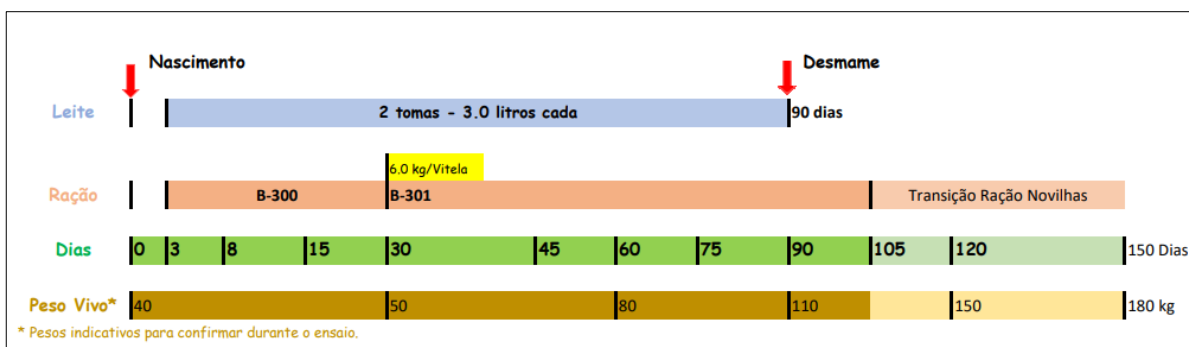 Nascimento Desmame
Leite 2 tomas - 3.0 litros cada 90 dias
6.0 kg/Vitela
Ração B-300 B-301 Transição Ração Novilhas
Dias 0 3 8 15 30 45 60 75 90 105 120 150 Dias
Peso Vivo* 40 50 80 110 150 180 kg
* Pesos indicativos para confirmar durante o ensaio.